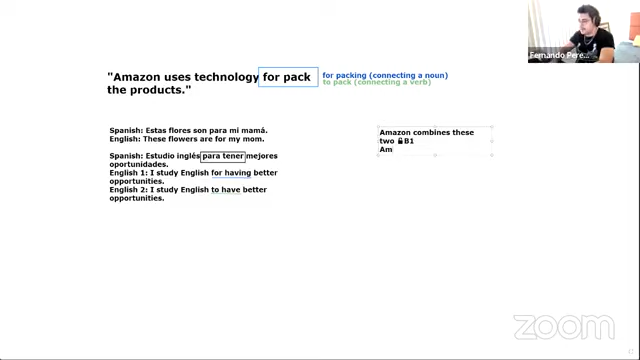 Fernando Pere...
"Amazon uses technology for pack
the products."
for packing (connecting a noun)
to pack (connecting a verb)
Spanish: Estas flores son para mi mamá.
English: These flowers are for my mom.
Spanish: Estudio inglés para tener mejores
oportunidades.
English 1: I study English for having better
opportunities.
English 2: I study English to have better
opportunities.
Amazon combines these
two 🔒B1
Am
zoom